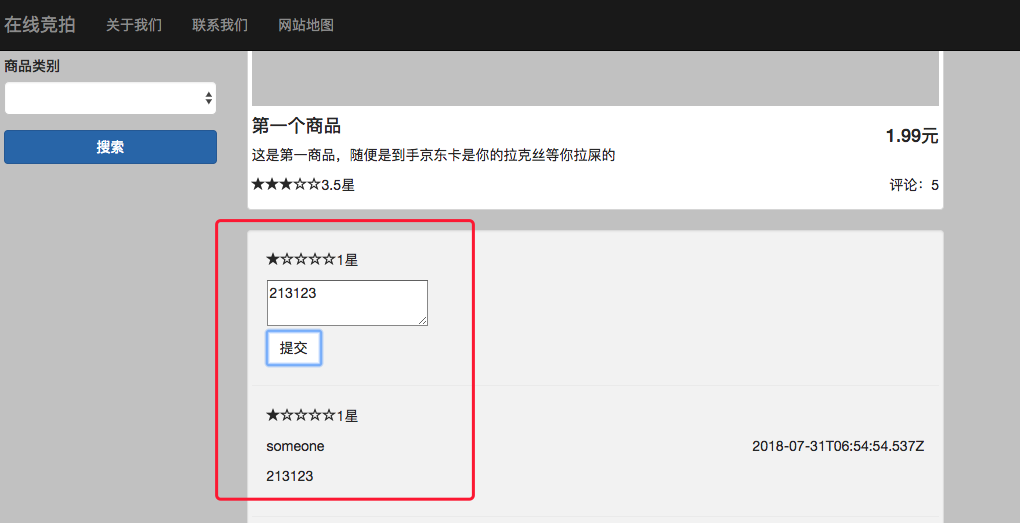 在线竞拍 关于我们 联系我们 网站地图
商品类别
搜索
第一个商品 1.99元
这是第一商品，随便是到手京东卡是你的拉克丝等你拉屎的
★★★☆☆3.5星 评论：5
★☆☆☆☆1星
213123
提交
★☆☆☆☆1星
someone 2018-07-31T06:54:54.537Z
213123